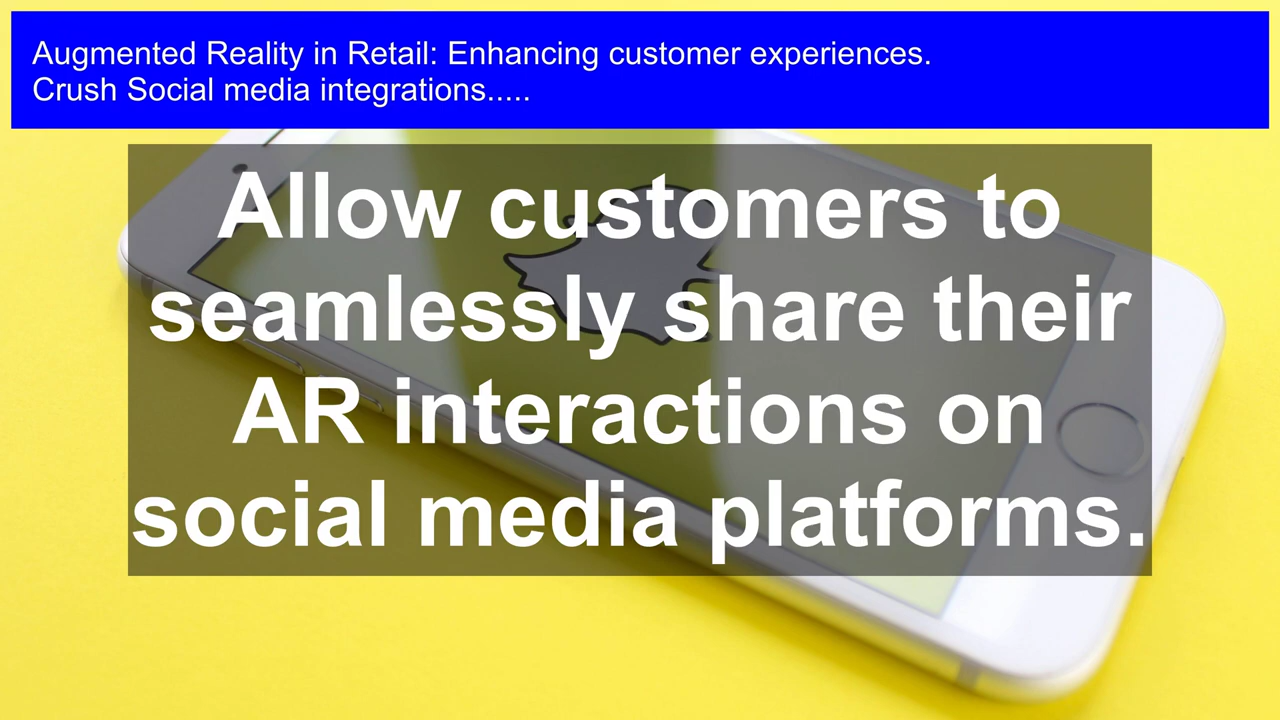 Augmented Reality in Retail: Enhancing customer experiences.
Crush Social media integrations.....
Allow customers to
seamlessly share their
AR interactions on
social media platforms.